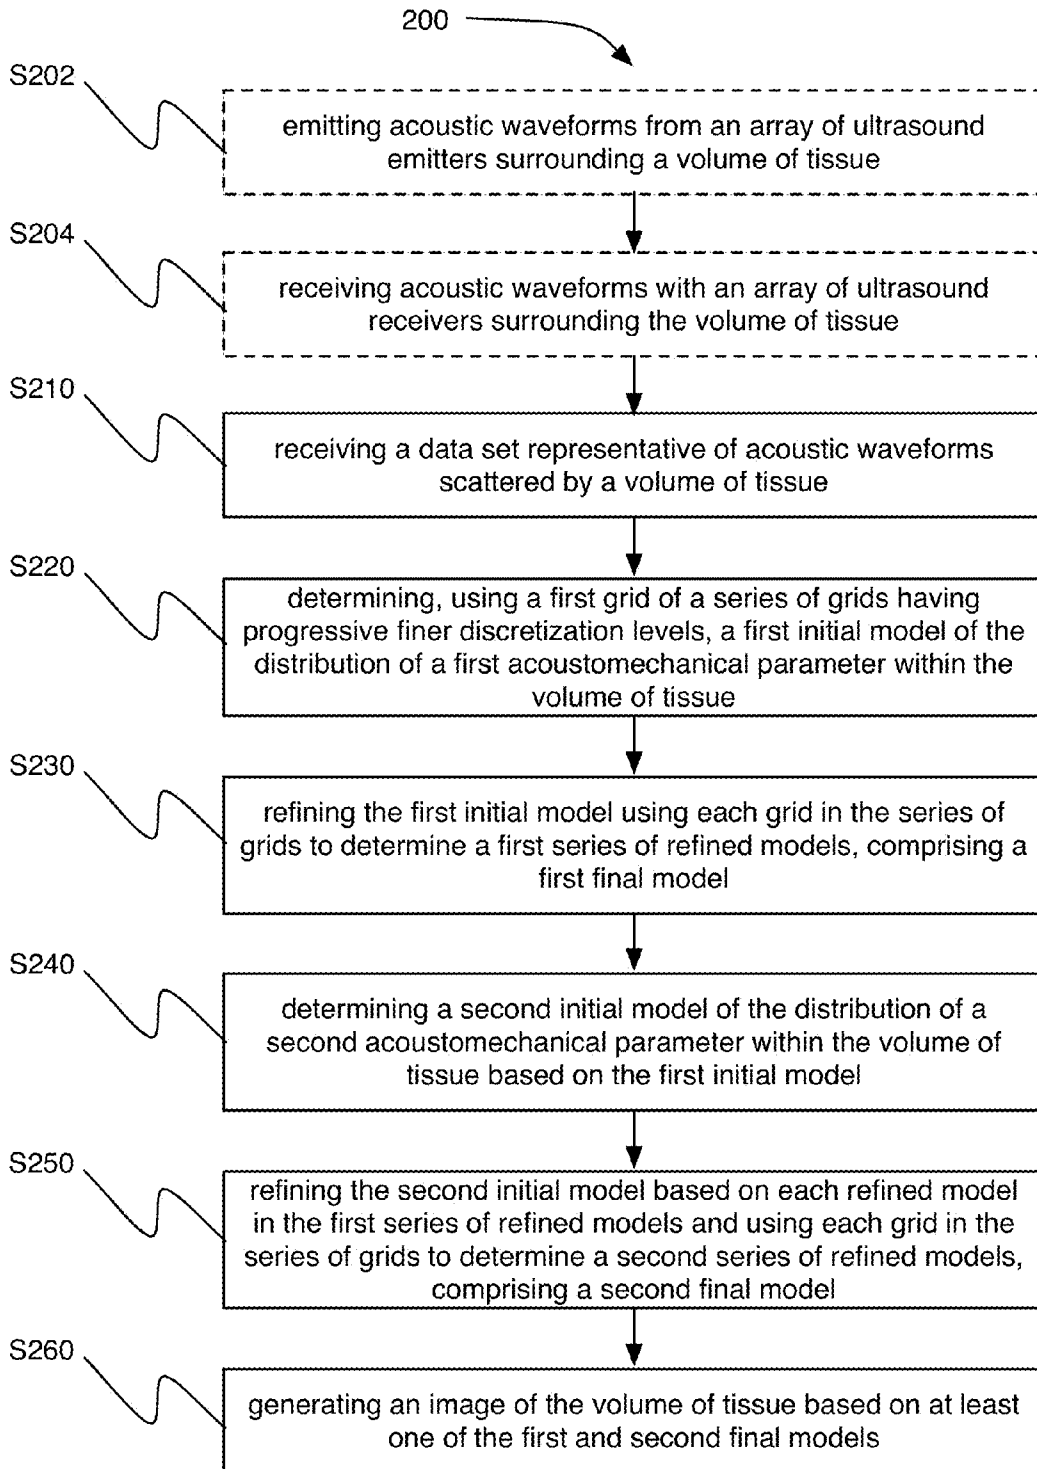 200
S202
emitting acoustic waveforms from an array of ultrasound
emitters surrounding a volume of tissue
S204
receiving acoustic waveforms with an array of ultrasound
receivers surrounding the volume of tissue
S210
receiving a data set representative of acoustic waveforms
scattered by a volume of tissue
S220
determining, using a first grid of a series of grids having
progressive finer discretization levels, a first initial model of the
distribution of a first acoustomechanical parameter within the
volume of tissue
S230
refining the first initial model using each grid in the series of
grids to determine a first series of refined models, comprising a
first final model
S240
determining a second initial model of the distribution of a
second acoustomechanical parameter within the volume of
tissue based on the first initial model
S250
refining the second initial model based on each refined model
in the first series of refined models and using each grid in the
series of grids to determine a second series of refined models,
comprising a second final model
S260
generating an image of the volume of tissue based on at least
one of the first and second final models